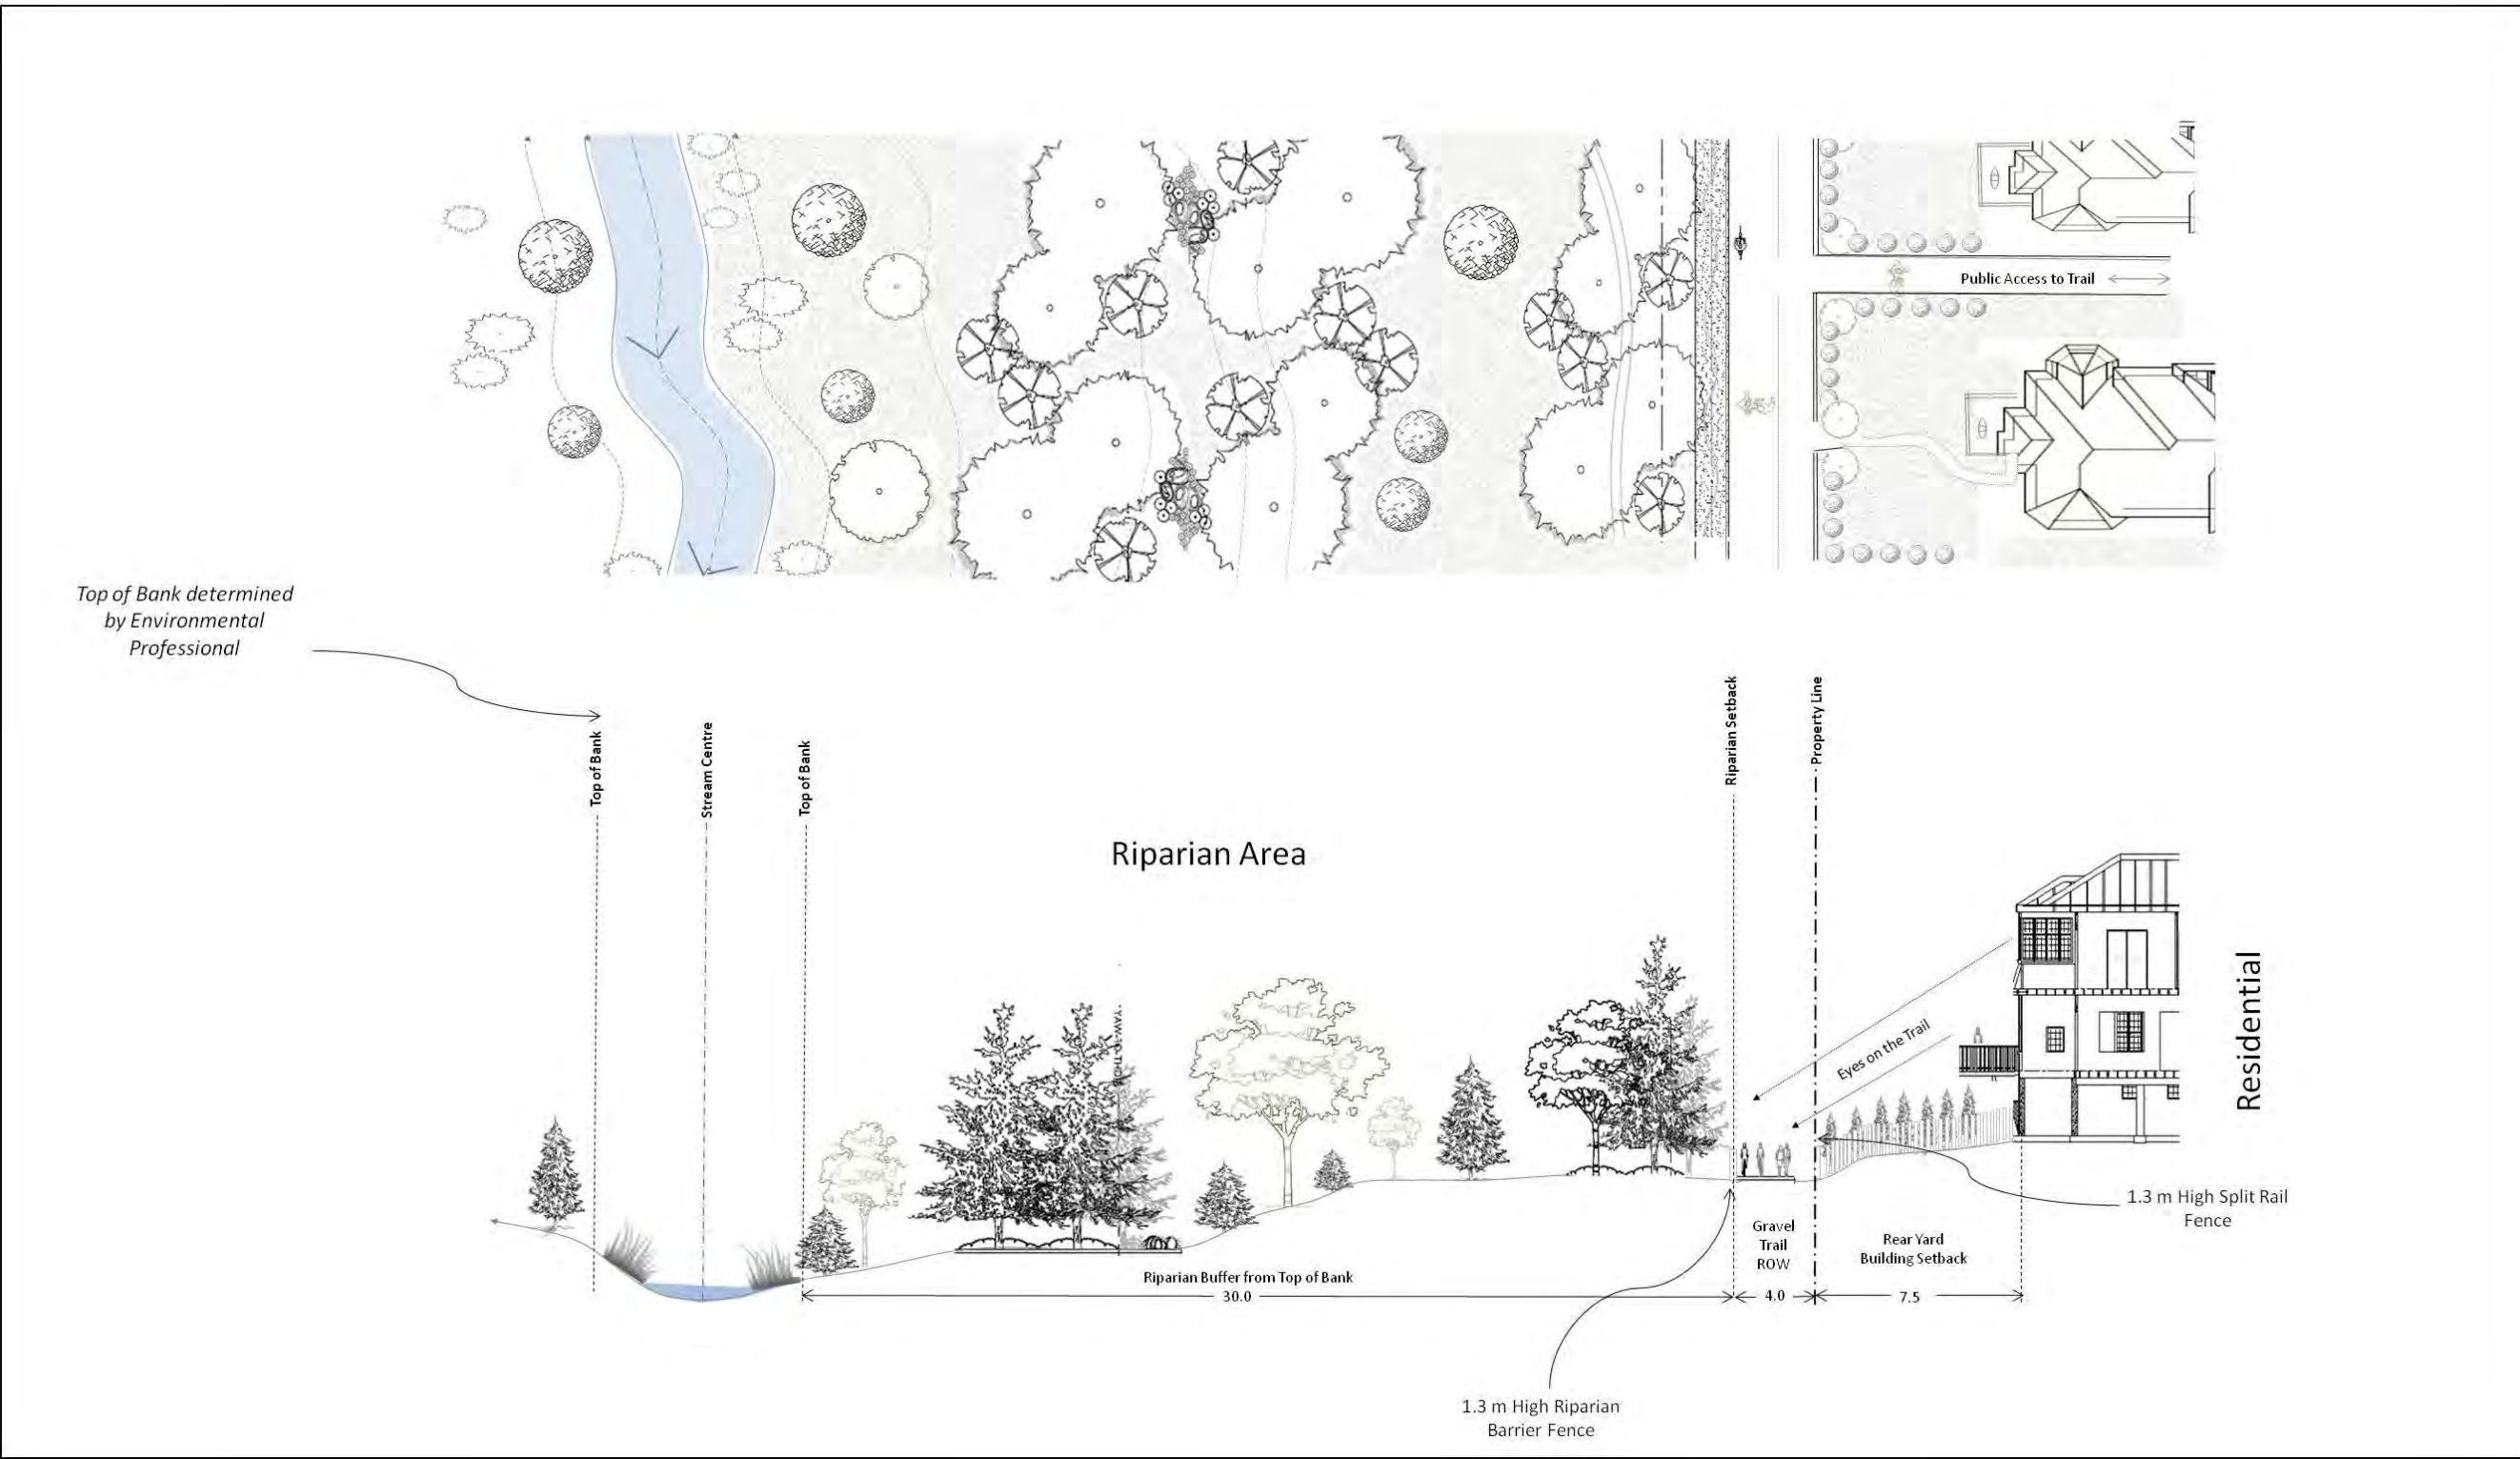 Public Access to Trail
Top of Bank determined
by Environmental
Professional
Top of Bank
Stream Centre
Top of Bank
Riparian Setback
Property Line
Riparian Area
Eyes on the Trail
Residential
1.3 m High Split Rail
Fence
Gravel
Trail
ROW
Rear Yard
Building Setback
Riparian Buffer from Top of Bank
30.0
4.0
7.5
1.3 m High Riparian
Barrier Fence